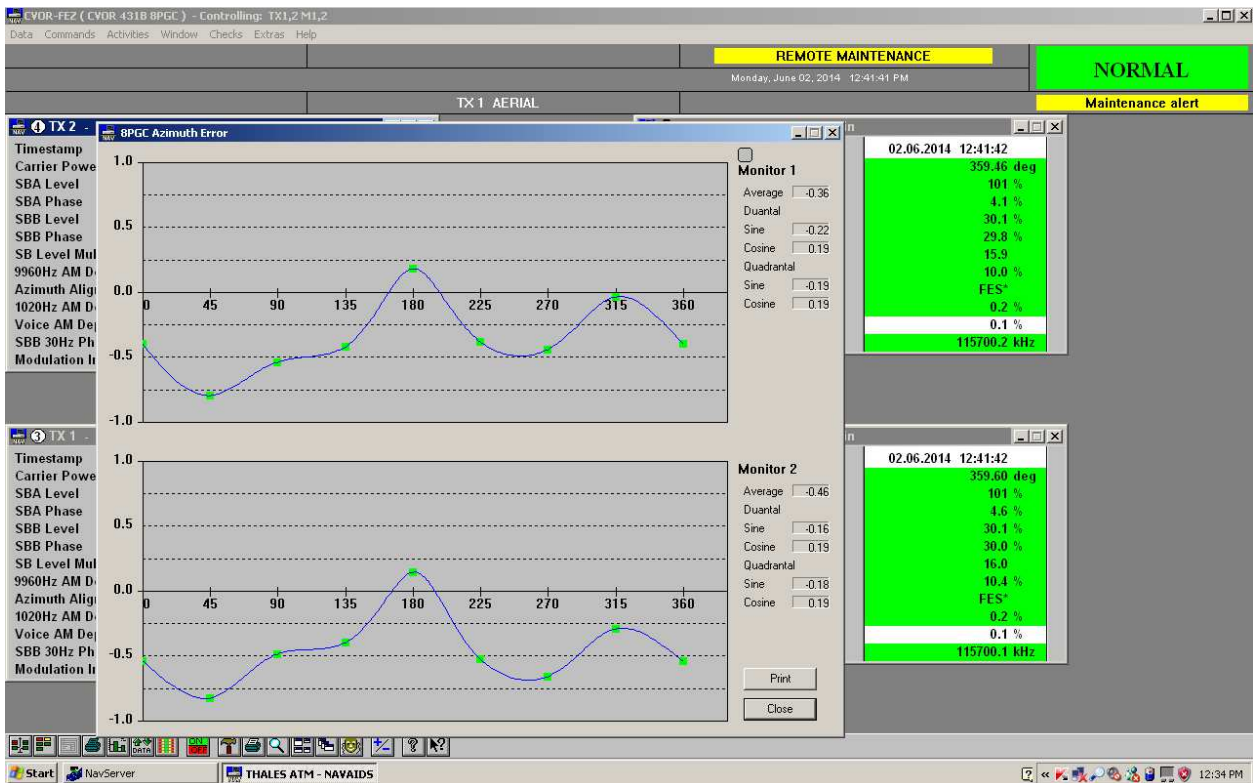 CVOR-FEZ ( CVOR 431B 8PGC ) - Controlling: TX1,2 M1,2
Data Commands Activities Window Checks Extras Help
REMOTE MAINTENANCE
Monday, June 02, 2014 12:41:41 PM
NORMAL
TX 1 AERIAL
Maintenance alert
4 TX 2 -
Timestamp
Carrier Powe
SBA Level
SBA Phase
SBB Level
SBB Phase
SB Level Mul
9960Hz AM D
Azimuth Alig
1020Hz AM D
Voice AM De
SBB 30Hz Ph
Modulation I
8PGC Azimuth Error
1.0
0.5
0.0
0 45 90 135 180 225 270 315 360
-0.5
-1.0
Monitor 1
Average -0.36
Duantal
Sine -0.22
Cosine 0.19
Quadrantal
Sine -0.19
Cosine 0.19
in
02.06.2014 12:41:42
359.46 deg
101 %
4.1 %
30.1 %
29.8 %
15.9
10.0 %
FES*
0.2 %
0.1 %
115700.2 kHz
3 TX 1 -
Timestamp
Carrier Powe
SBA Level
SBA Phase
SBB Level
SBB Phase
SB Level Mul
9960Hz AM D
Azimuth Alig
1020Hz AM D
Voice AM De
SBB 30Hz Ph
Modulation I
1.0
0.5
0.0
0 45 90 135 180 225 270 315 360
-0.5
-1.0
Monitor 2
Average -0.46
Duantal
Sine -0.16
Cosine 0.19
Quadrantal
Sine -0.18
Cosine 0.19
Print
Close
in
02.06.2014 12:41:42
359.60 deg
101 %
4.6 %
30.1 %
30.0 %
16.0
10.4 %
FES*
0.2 %
0.1 %
115700.1 kHz
DATA ON OFF
Start NavServer THALES ATM - NAVAIDS 12:34 PM